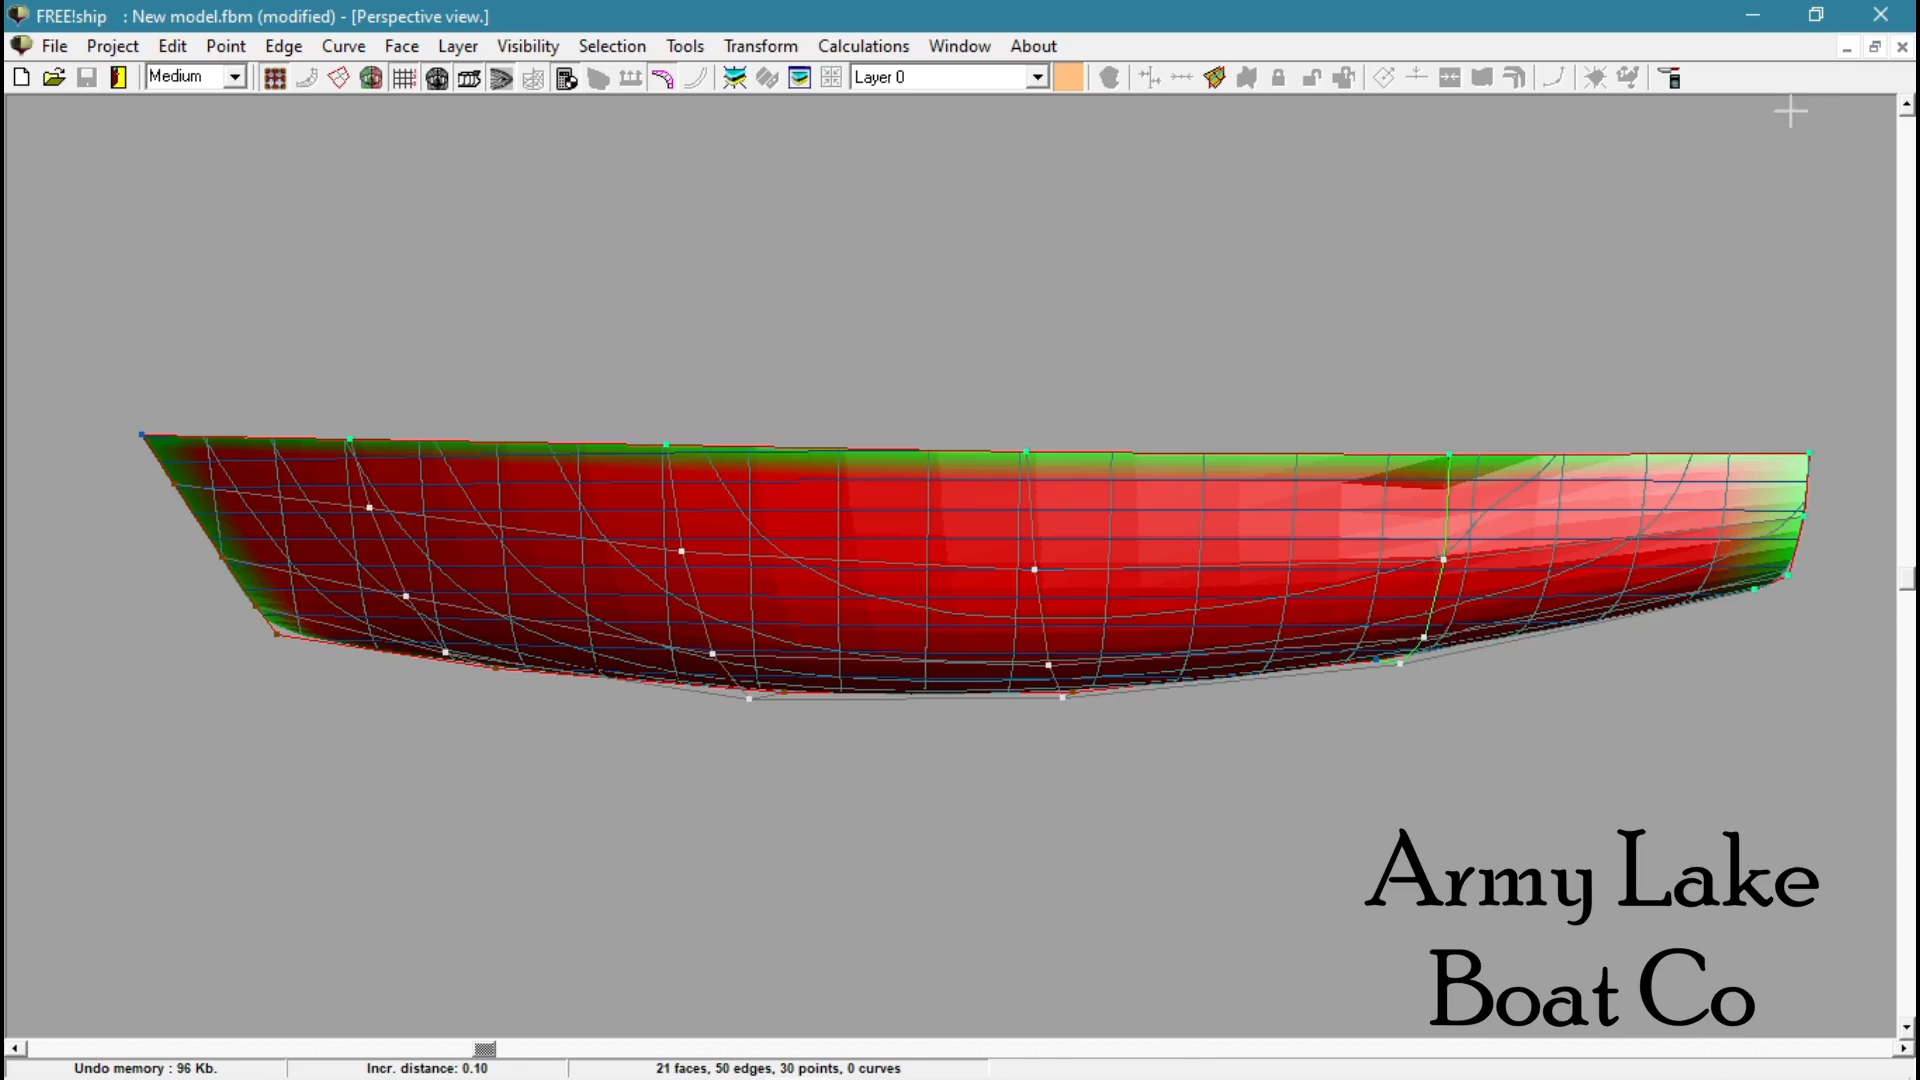 FREE!ship : New model.fbm (modified) - [Perspective view.]
File Project Edit Point Edge Curve Face Layer Visibility Selection Tools Transform Calculations Window About
Medium Layer 0
Army Lake
Boat Co
Undo memory : 96 Kb. Incr. distance: 0.10 21 faces, 50 edges, 30 points, 0 curves